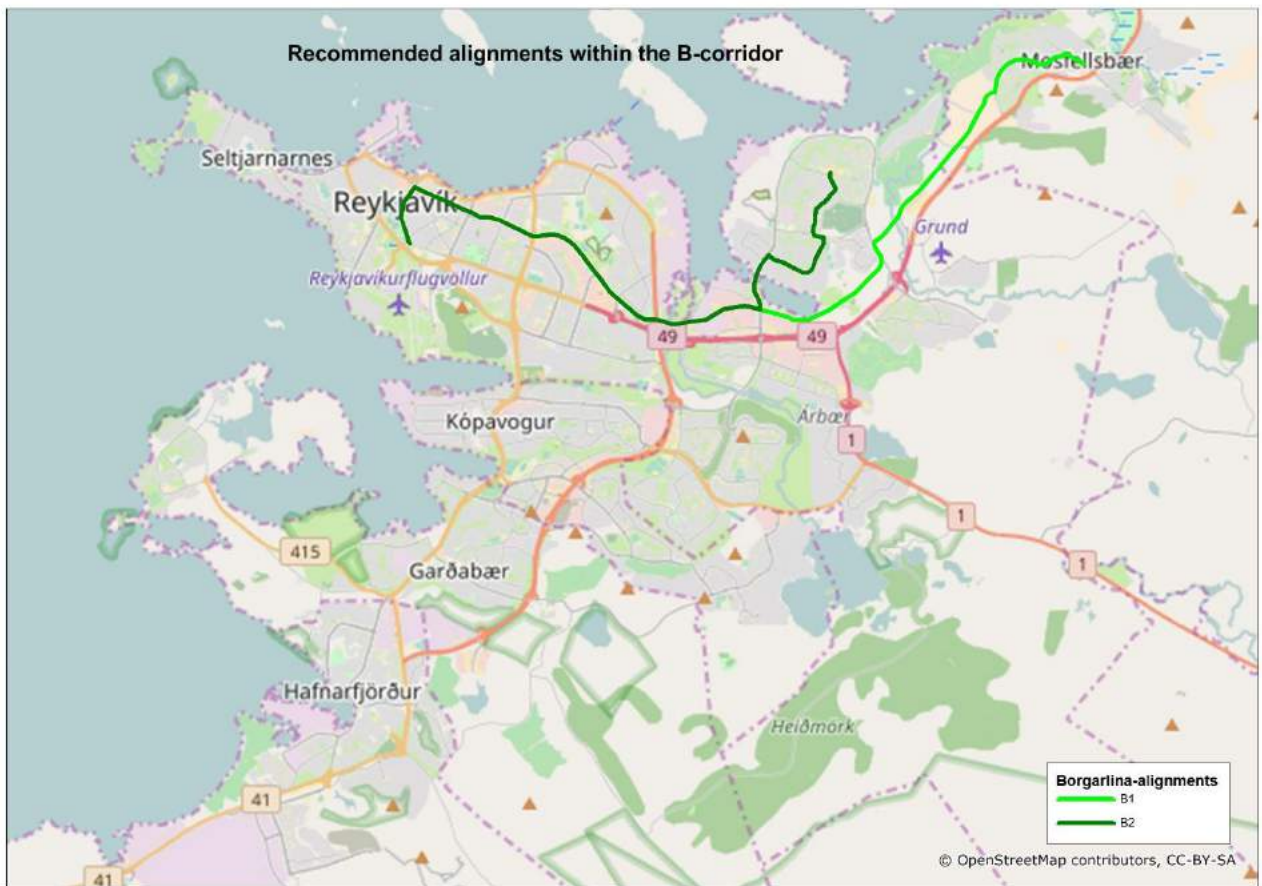 Recommended alignments within the B-corridor
Mosfellsbær
Seltjarnarnes
Reykjavík
Grund
Reykjavíkurflugvöllur
49
49
Kópavogur
Árbær
1
1
415
1
Garðabær
Hafnarfjörður
Heiðmörk
41
41
Borgarlina-alignments
B1
B2
© OpenStreetMap contributors, CC-BY-SA